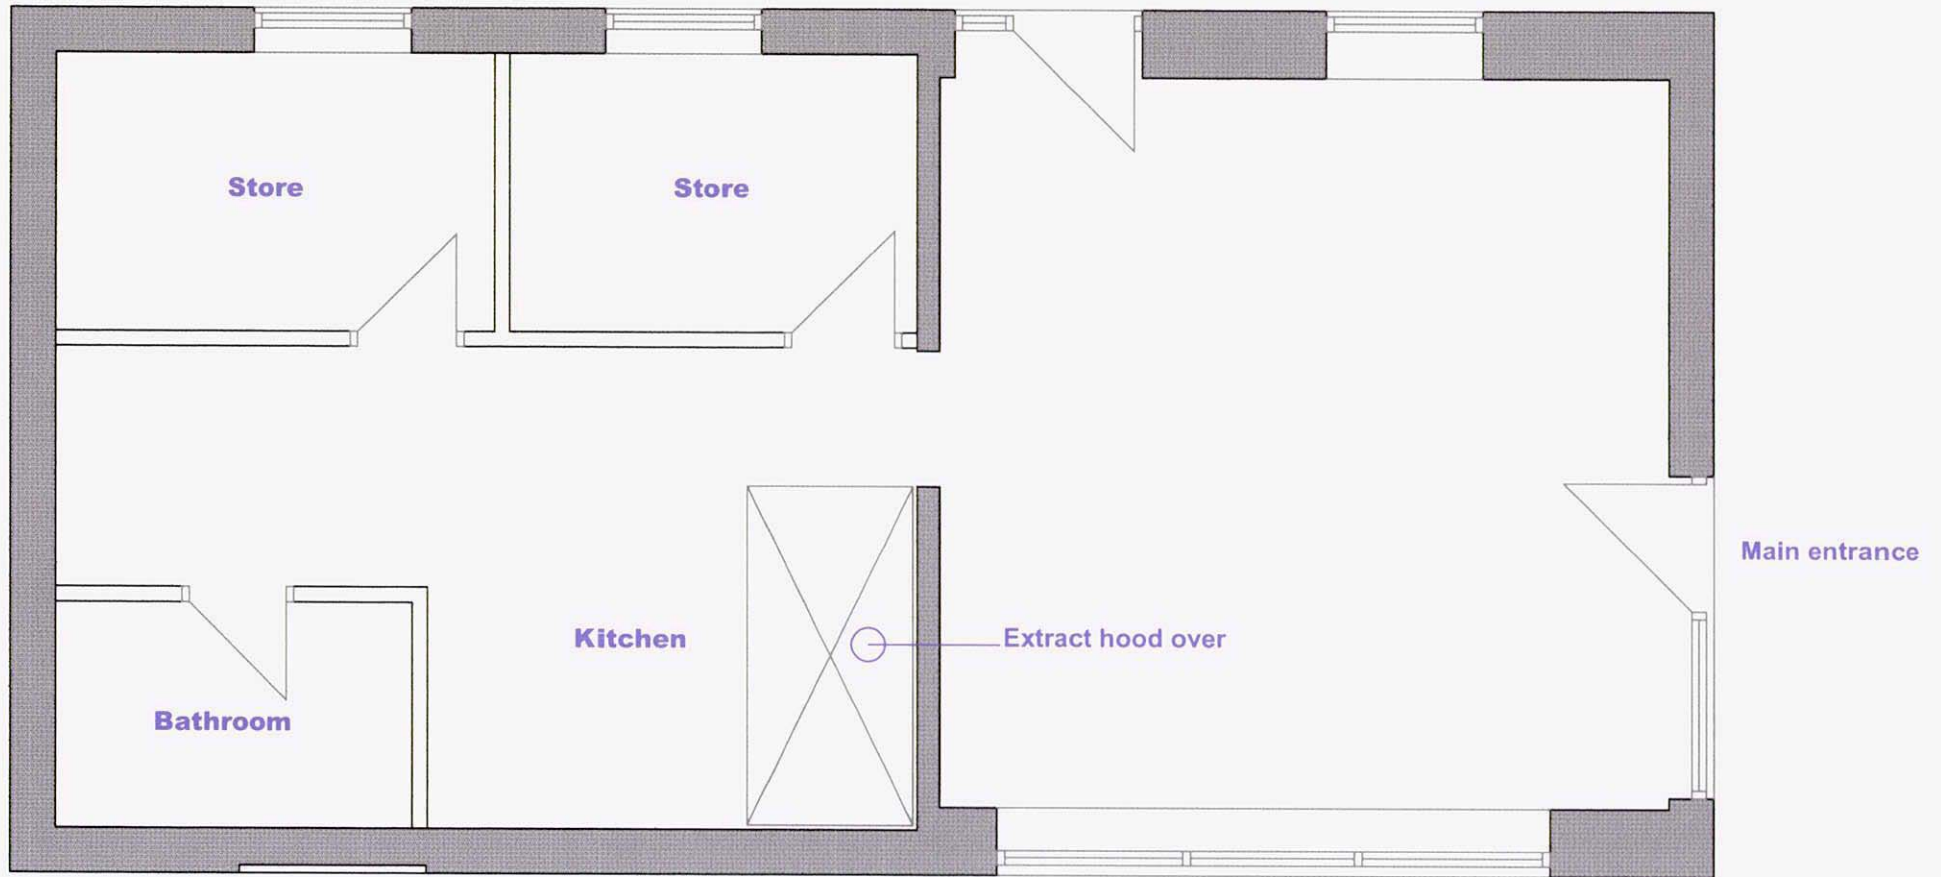 Store
Store
Main entrance
Kitchen
Extract hood over
Bathroom